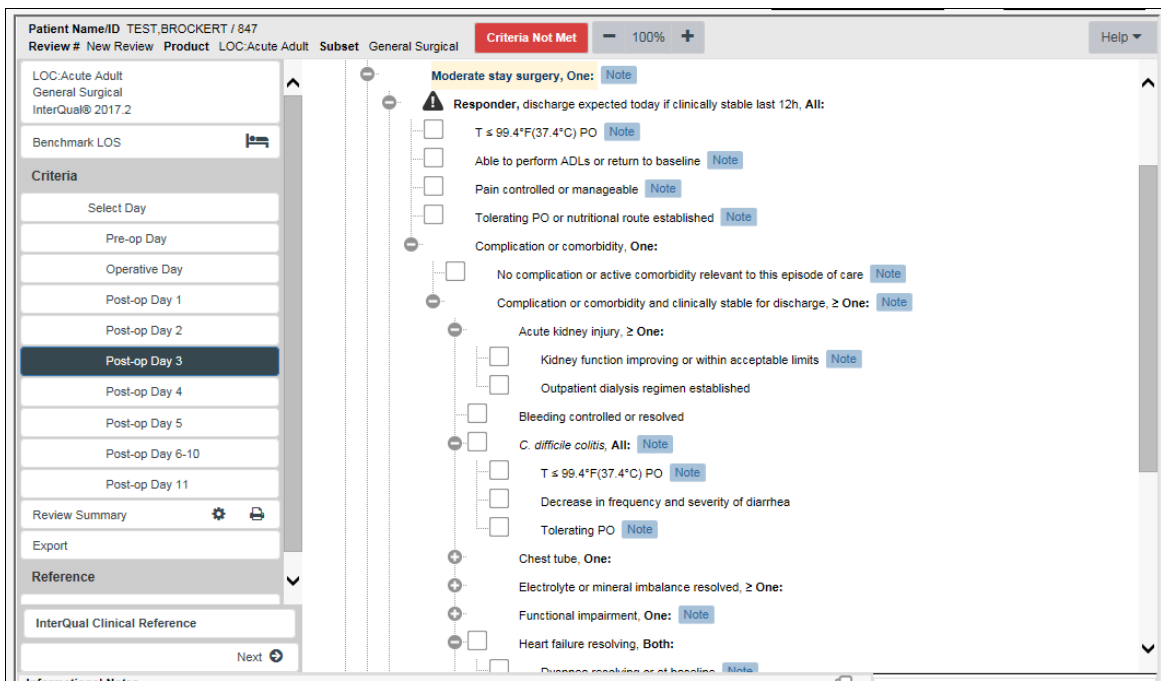 Patient Name/ID TEST,BROCKERT / 847
Review # New Review Product LOC:Acute Adult Subset General Surgical
Criteria Not Met
100%
Help
LOC:Acute Adult
General Surgical
InterQual® 2017.2
Benchmark LOS
Criteria
Select Day
Pre-op Day
Operative Day
Post-op Day 1
Post-op Day 2
Post-op Day 3
Post-op Day 4
Post-op Day 5
Post-op Day 6-10
Post-op Day 11
Review Summary
Export
Reference
InterQual Clinical Reference
Next
Moderate stay surgery, One: Note
Responder, discharge expected today if clinically stable last 12h, All:
T ≤ 99.4°F(37.4°C) PO Note
Able to perform ADLs or return to baseline Note
Pain controlled or manageable Note
Tolerating PO or nutritional route established Note
Complication or comorbidity, One:
No complication or active comorbidity relevant to this episode of care Note
Complication or comorbidity and clinically stable for discharge, ≥ One: Note
Acute kidney injury, ≥ One:
Kidney function improving or within acceptable limits Note
Outpatient dialysis regimen established
Bleeding controlled or resolved
C. difficile colitis, All: Note
T ≤ 99.4°F(37.4°C) PO Note
Decrease in frequency and severity of diarrhea
Tolerating PO Note
Chest tube, One:
Electrolyte or mineral imbalance resolved, ≥ One:
Functional impairment, One: Note
Heart failure resolving, Both:
Dyspnea resolving or at baseline Note
Informational Notes